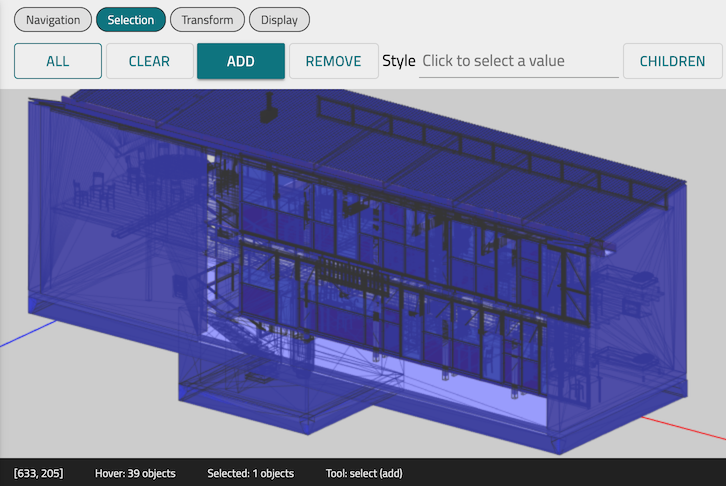 Navigation Selection Transform Display
ALL CLEAR ADD REMOVE Style Click to select a value CHILDREN
[633, 205] Hover: 39 objects Selected: 1 objects Tool: select (add)